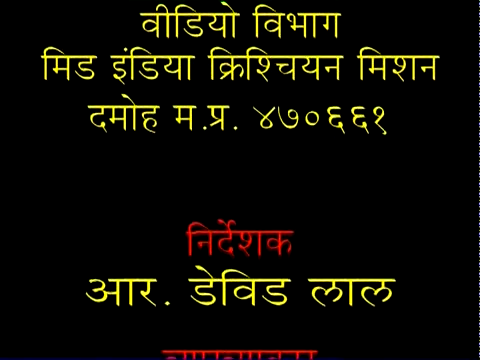 वीडियो विभाग
मिड इंडिया क्रिश्चियन मिशन
दमोह म.प्र. ४७०६६१
निर्देशक
आर. डेविड लाल